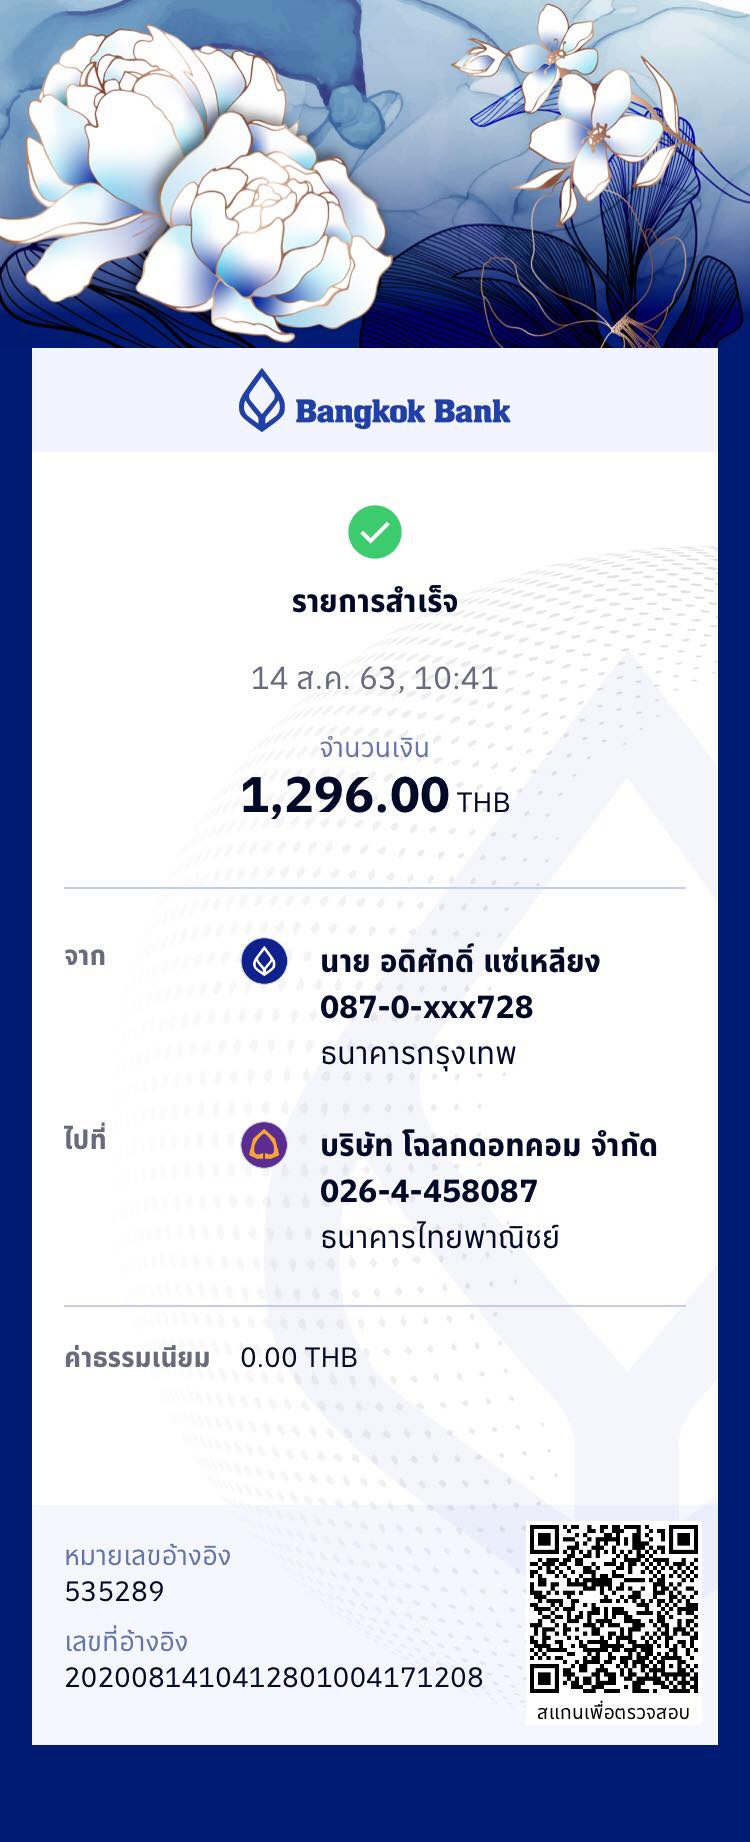 Bangkok Bank
รายการสำเร็จ
14 ส.ค. 63, 10:41
จำนวนเงิน
1,296.00 THB
จาก
นาย อดิศักดิ์ แซ่เหลียง
087-0-xxx728
ธนาคารกรุงเทพ
ไปที่
บริษัท โฉลกดอทคอม จำกัด
026-4-458087
ธนาคารไทยพาณิชย์
ค่าธรรมเนียม 0.00 THB
หมายเลขอ้างอิง
535289
เลขที่อ้างอิง
2020081410412801004171208
สแกนเพื่อตรวจสอบ